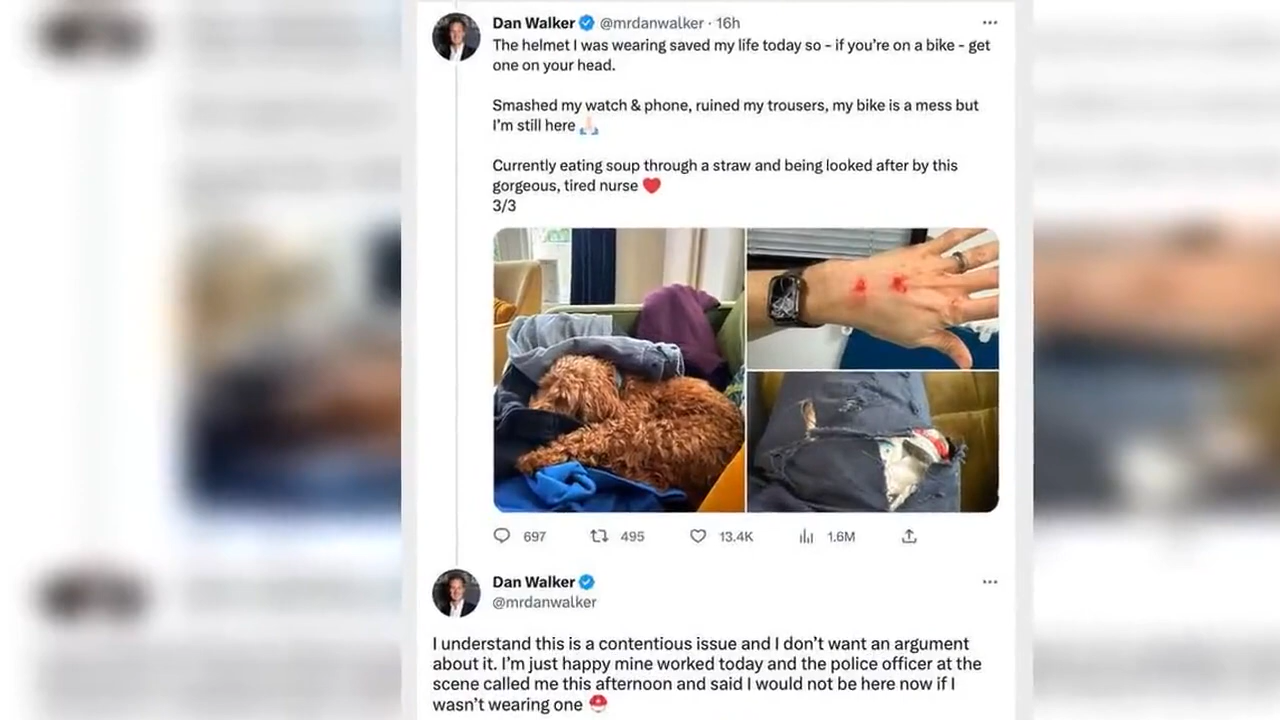 Dan Walker @mrdanwalker · 16h
The helmet I was wearing saved my life today so - if you're on a bike - get
one on your head.
Smashed my watch & phone, ruined my trousers, my bike is a mess but
I'm still here 🙏🏻
Currently eating soup through a straw and being looked after by this
gorgeous, tired nurse ❤️
3/3
697 495 13.4K 1.6M
Dan Walker
@mrdanwalker
I understand this is a contentious issue and I don't want an argument
about it. I'm just happy mine worked today and the police officer at the
scene called me this afternoon and said I would not be here now if I
wasn't wearing one ⛑️